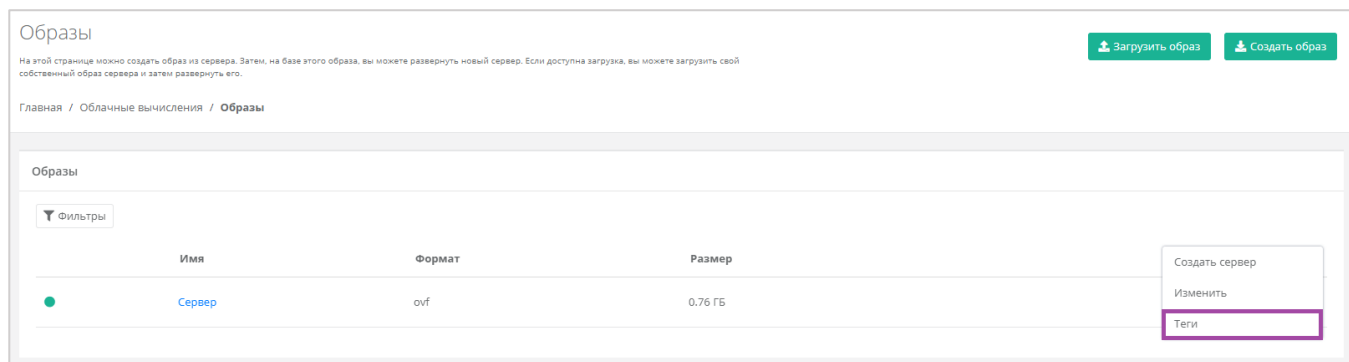 Образы
Загрузить образ
Создать образ
На этой странице можно создать образ из сервера. Затем, на базе этого образа, вы можете развернуть новый сервер. Если доступна загрузка, вы можете загрузить свой
собственный образ сервера и затем развернуть его.
Главная / Облачные вычисления / Образы
Образы
Фильтры
Имя Формат Размер
Создать сервер
Сервер ovf 0.76 ГБ
Изменить
Теги